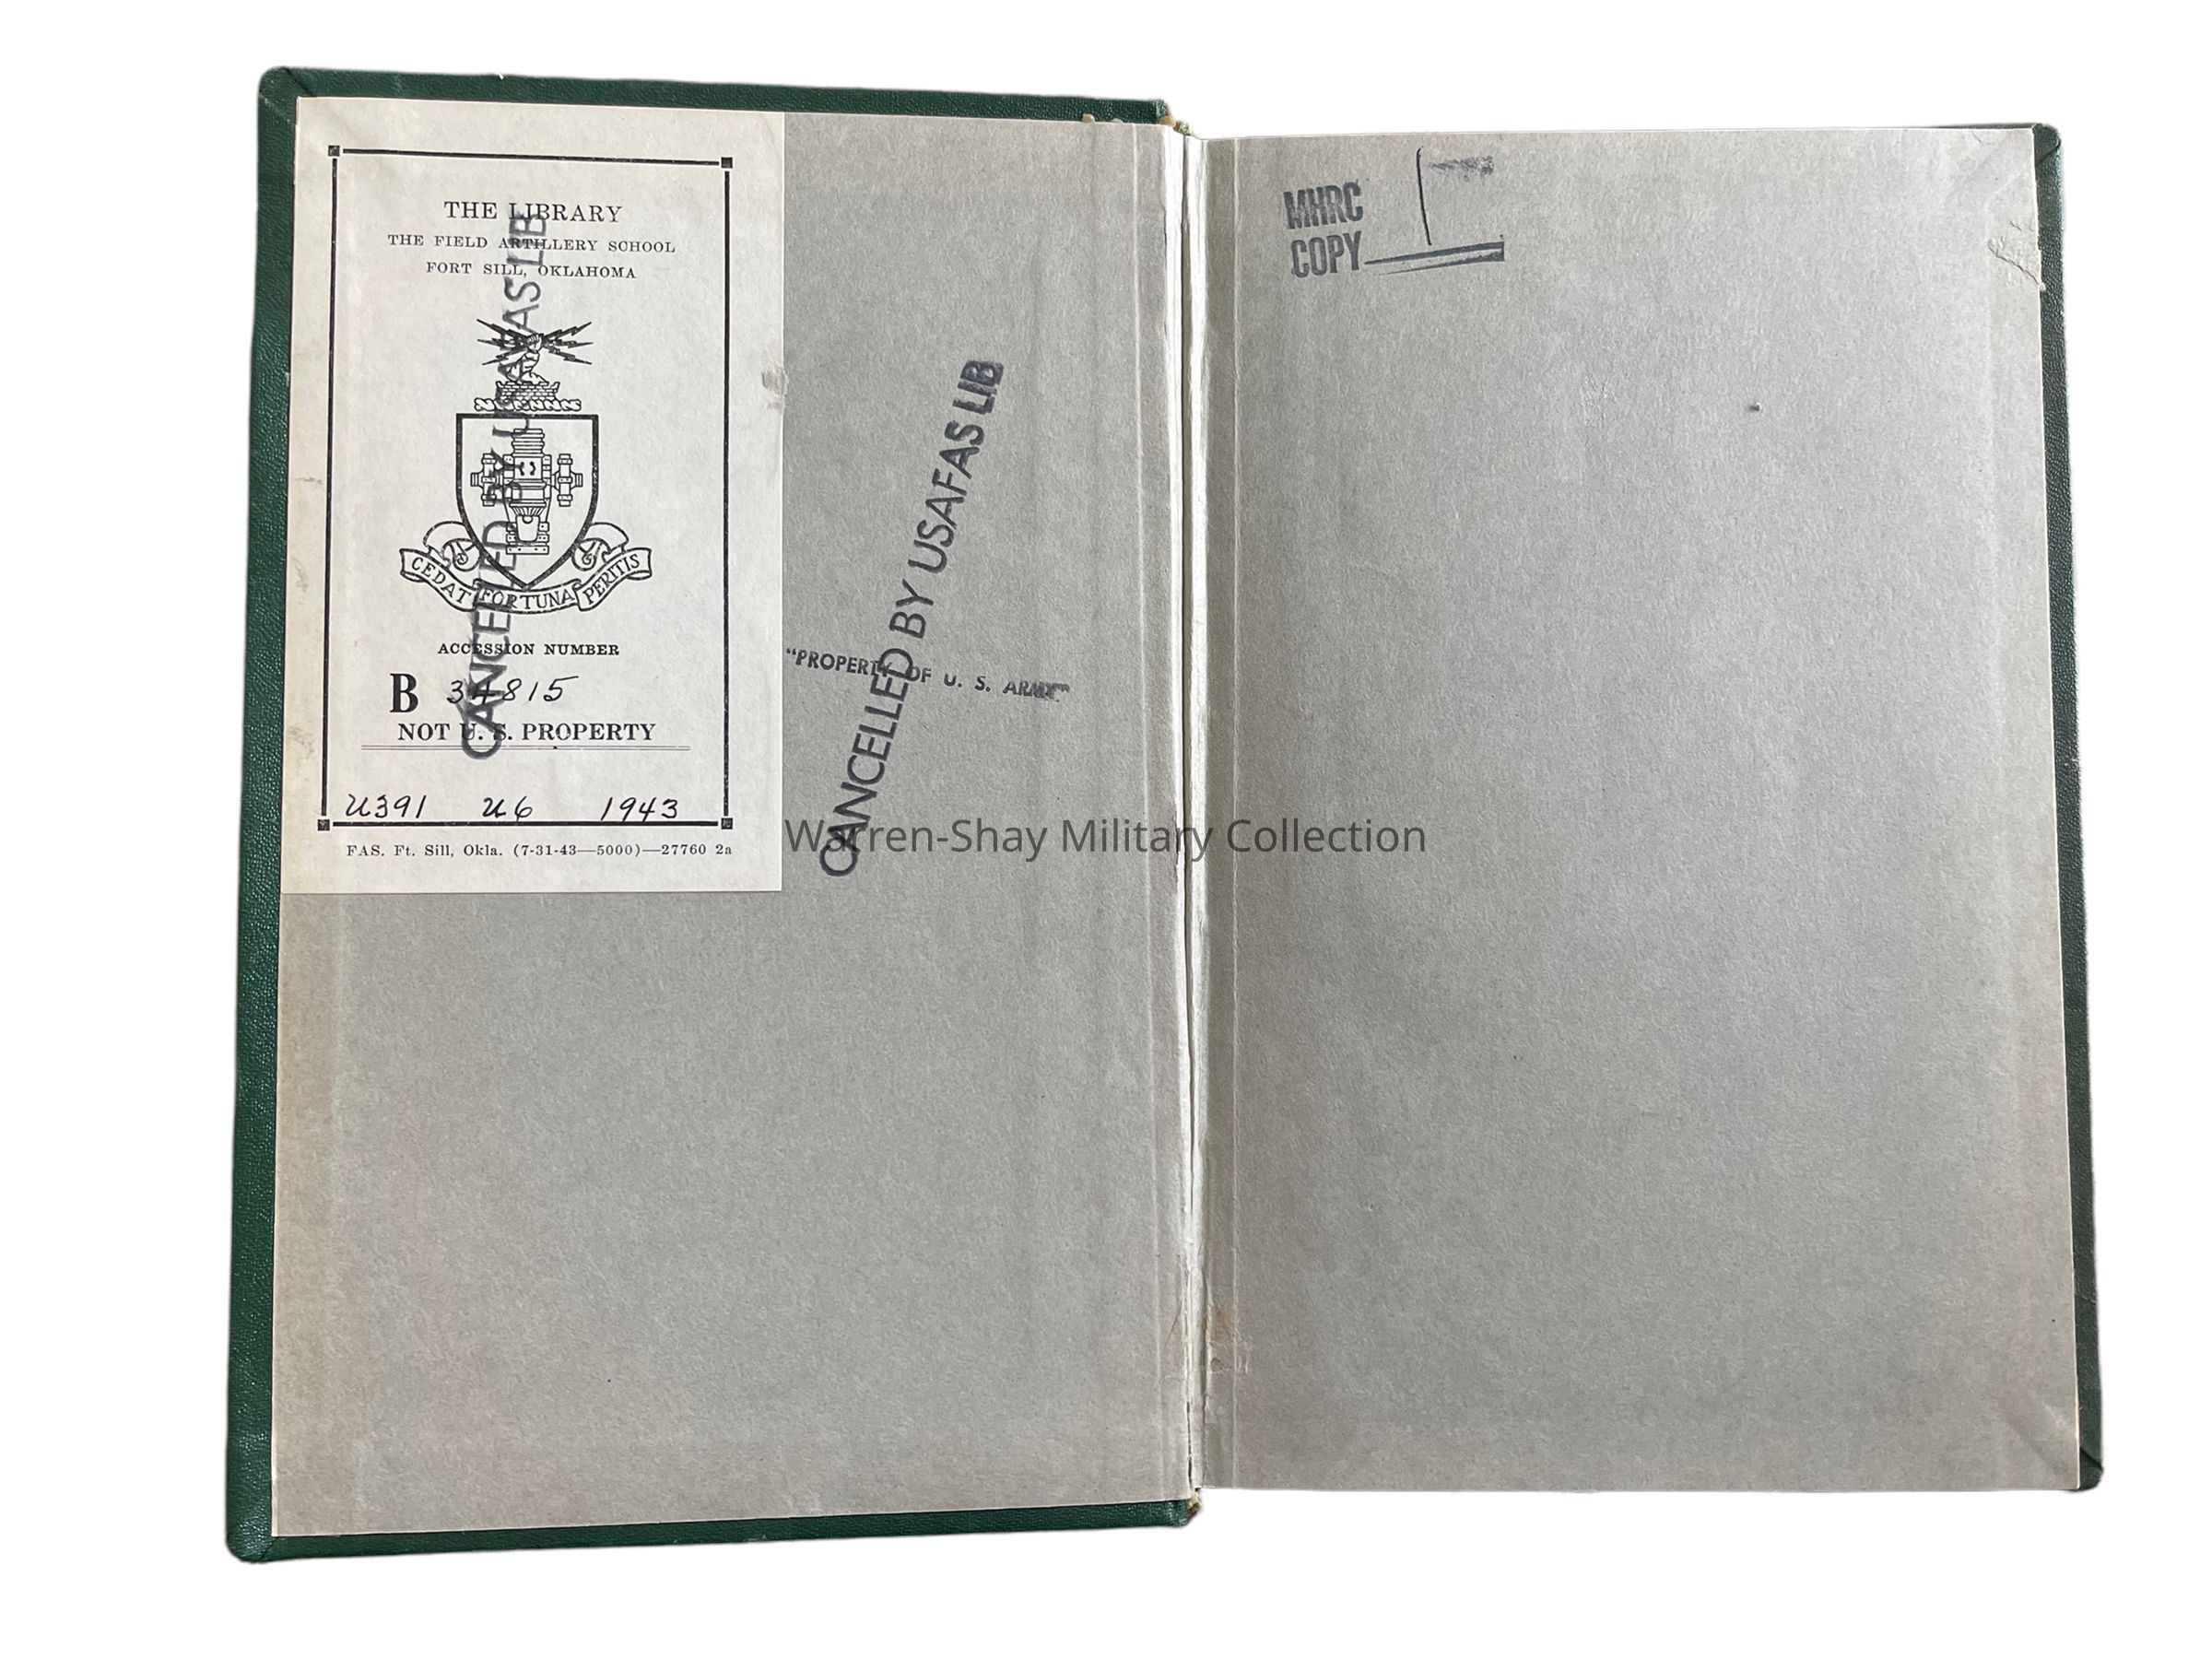 THE LIBRARY
THE FIELD ARTILLERY SCHOOL
FORT SILL, OKLAHOMA
CEDAT FORTUNA PERITIS
ACCESSION NUMBER
B 34815
NOT U. S. PROPERTY
U391 U6 1943
FAS. Ft. Sill, Okla. (7-31-43—5000)—27760 2a
CANCELLED BY USAFAS LIB
"PROPERTY OF U. S. ARMY"
CANCELLED BY USAFAS LIB
MHRC
COPY
Warren-Shay Military Collection